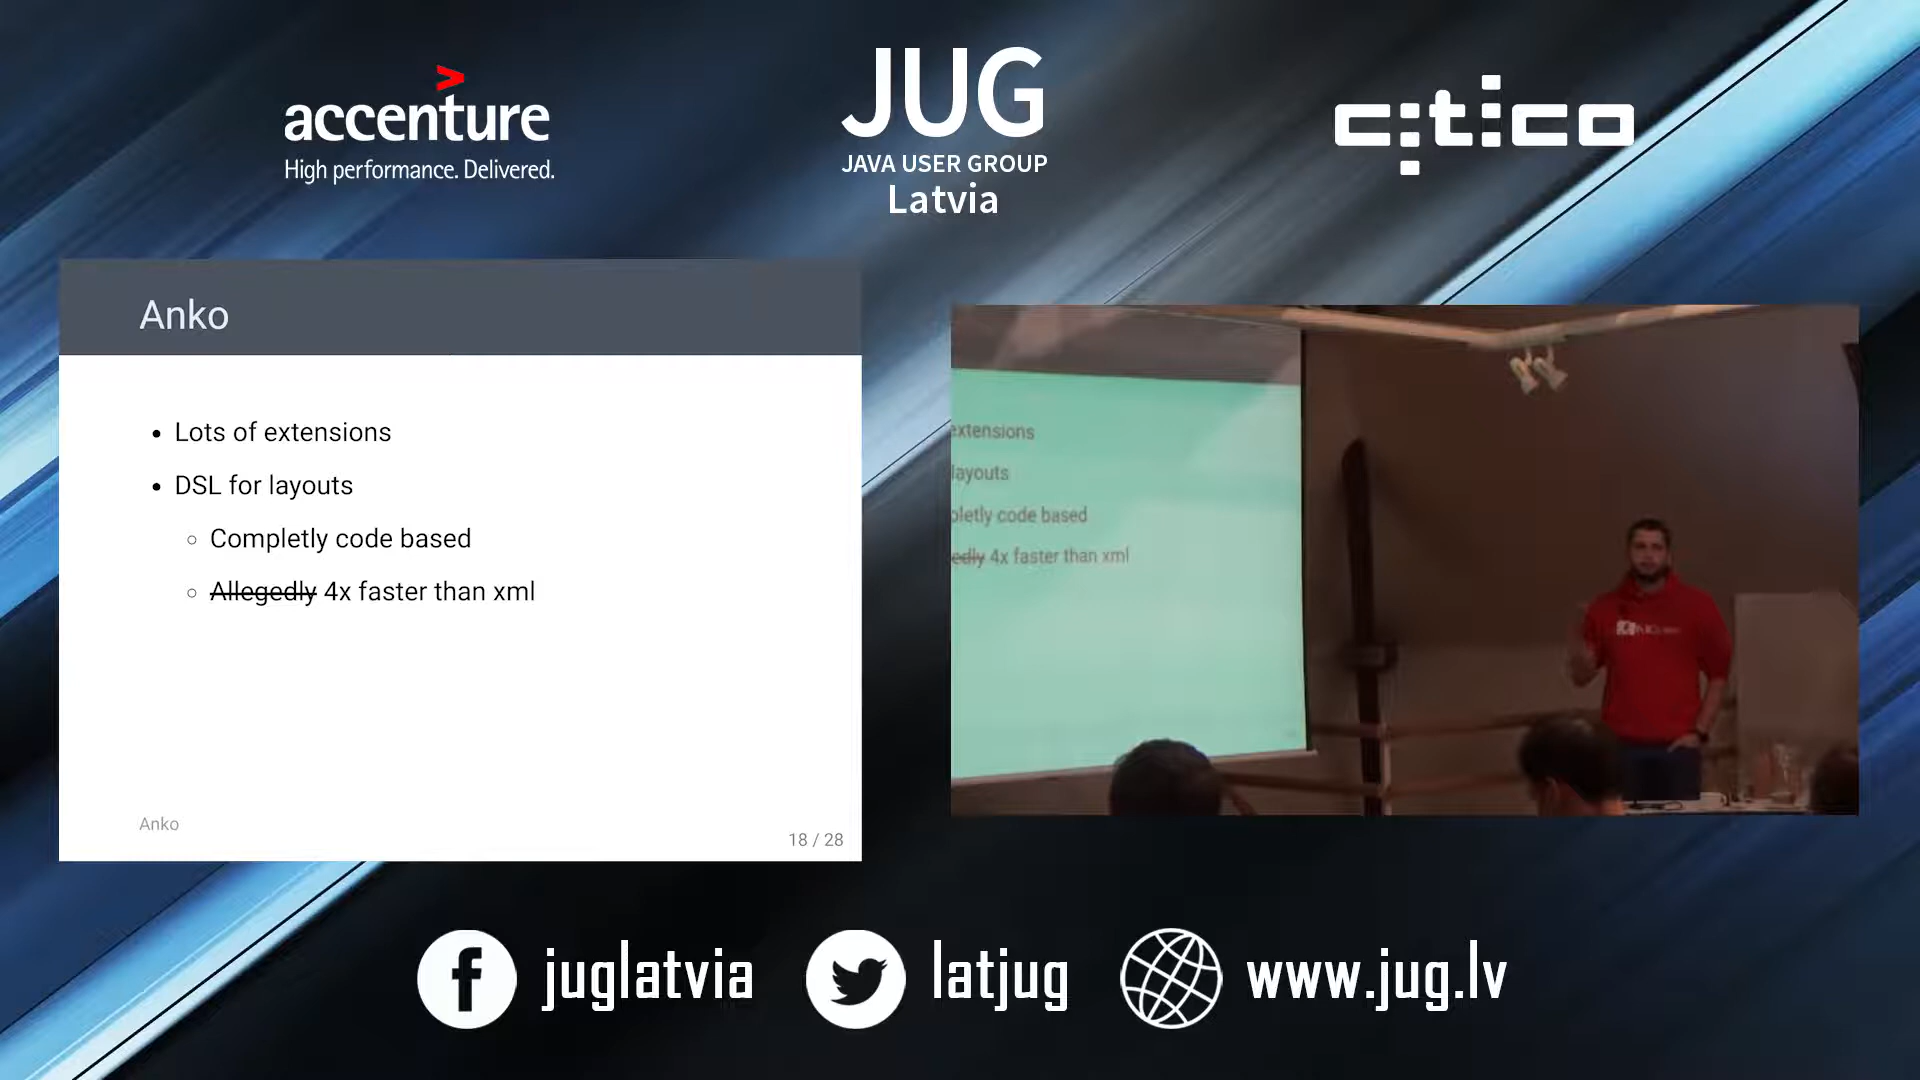 accenture
High performance. Delivered.
JUG
JAVA USER GROUP
Latvia
citico
Anko
Lots of extensions
DSL for layouts
Completly code based
Allegedly 4x faster than xml
Anko
18 / 28
extensions
layouts
pletly code based
edly 4x faster than xml
juglatvia
latjug
www.jug.lv